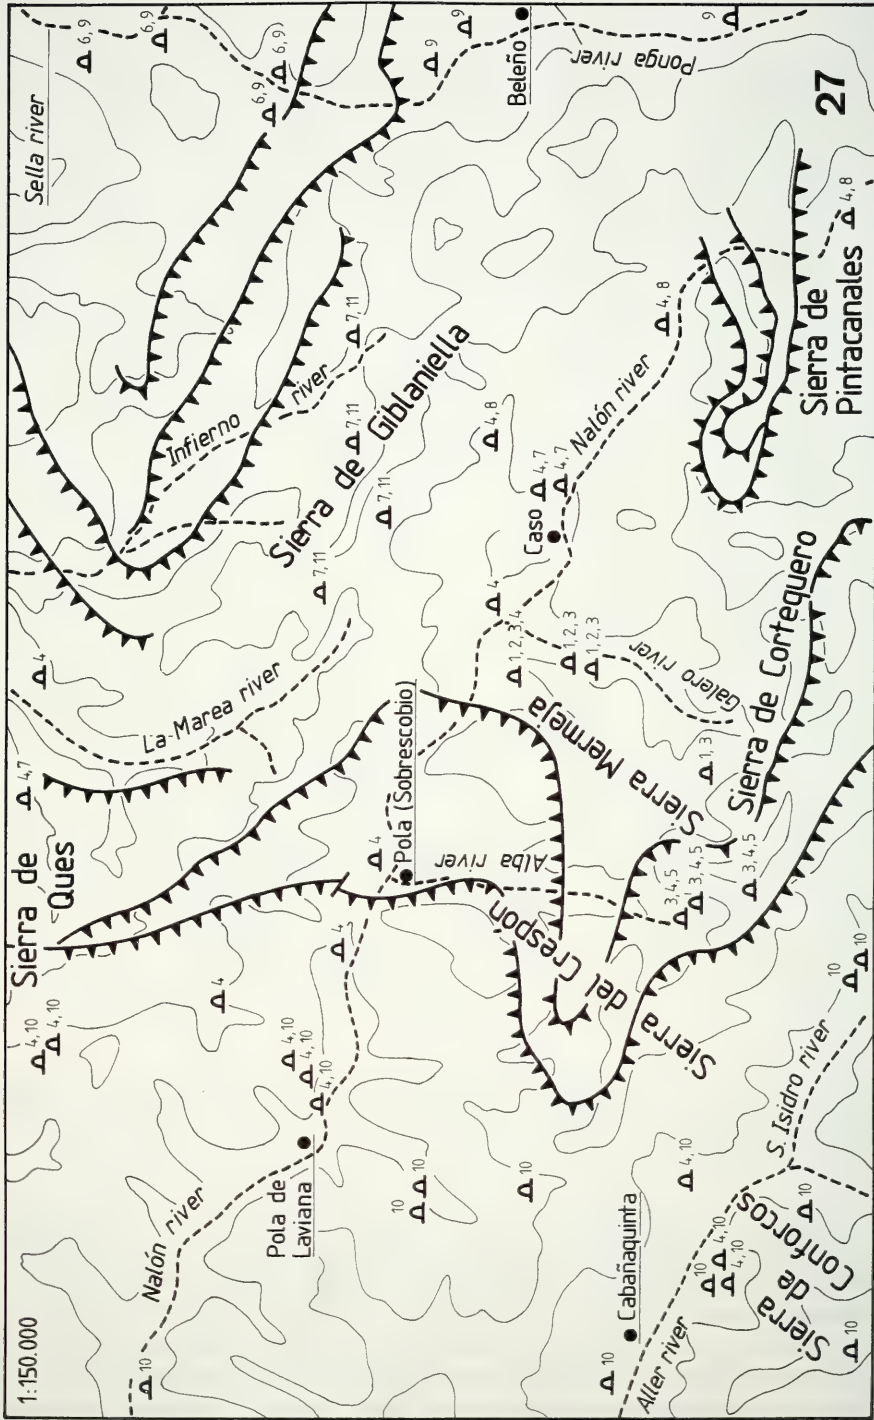 1:150.000
Sierra de
Ques
4,7
4
Sella river
4,10
4,10
6,9
6,9
10
Nalón river
4
La Marea river
Infierno river
6,9
6,9
Pola de
Laviana
4,10
4,10
4,10
4
4
7,11
7,11
7,11
7,11
Sierra de Giblaniella
Pola (Sobrescobio)
10
10
Alba river
4
4,8
9
9
Beleño
10
Sierra
del Crespon
Sierra Mermeja
1,2,3,4
1,2,3
1,2,3
Caso
4,7
4,7
Nalón river
Galero river
Ponga river
10
Cabañaquinta
4,10
3,4,5
3,4,5
3,4,5
1,3
4,8
9
Aller river
10
4,10
4,10
Sierra de
Conforcos
10
10
S. Isidro river
10
10
Sierra de Cortequero
Sierra de
Pintacanales
4,8
27